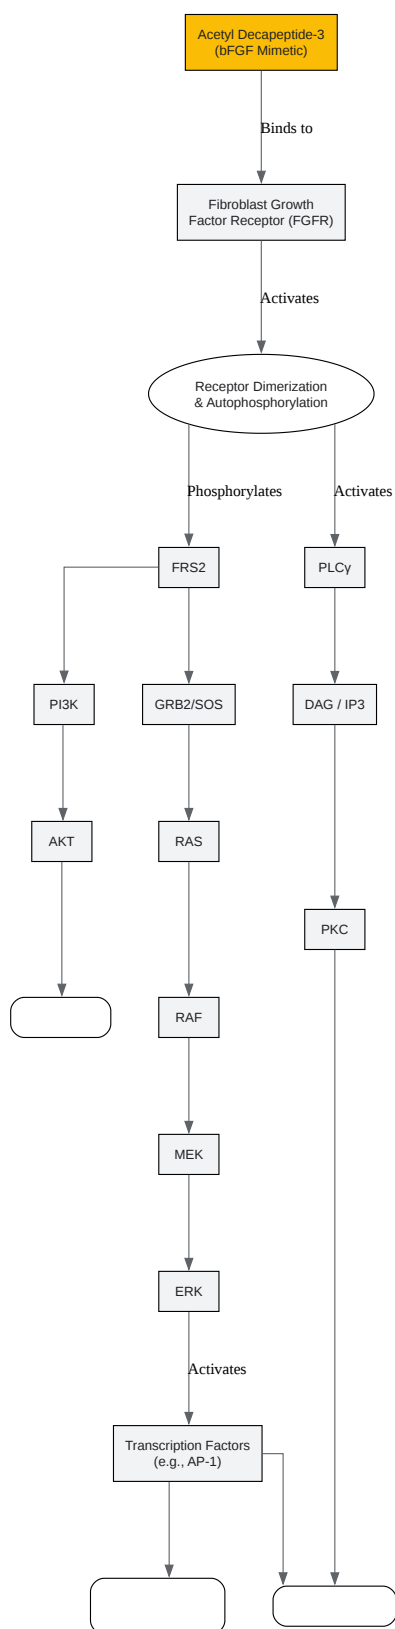 Acetyl Decapeptide-3
(bFGF Mimetic)
Binds to
Fibroblast Growth
Factor Receptor (FGFR)
Activates
Receptor Dimerization
& Autophosphorylation
Phosphorylates
Activates
FRS2
PLCγ
PI3K
GRB2/SOS
DAG / IP3
AKT
RAS
PKC
RAF
MEK
ERK
Activates
Transcription Factors
(e.g., AP-1)